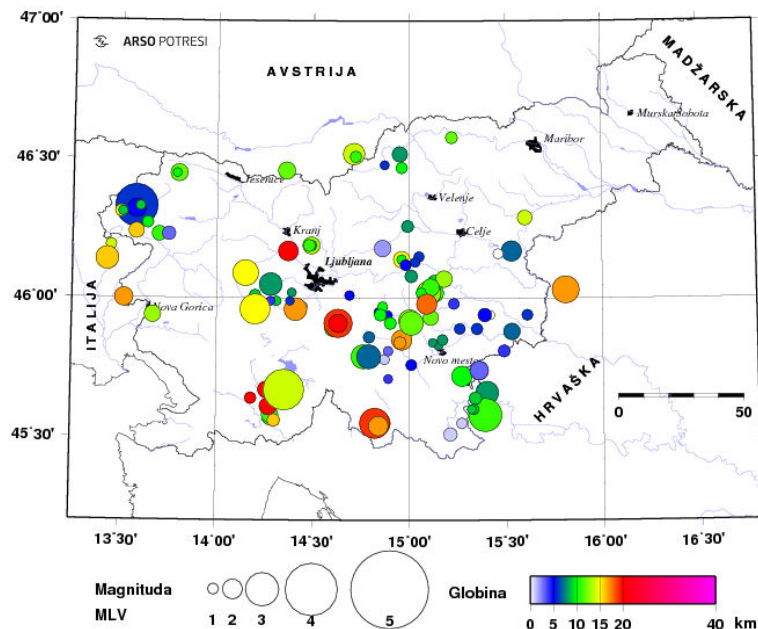 47°00'
ARSO POTRESI
AVSTRIJA
MADŽARSKA
Murska Sobota
Maribor
46°30'
Jesenice
Velenje
Kranj
Celje
Ljubljana
46°00'
Nova Gorica
ITALIJA
Novo mesto
HRVAŠKA
0 50
45°30'
13°30' 14°00' 14°30' 15°00' 15°30' 16°00' 16°30'
Magnituda
MLV
1 2 3 4 5
Globina
0 5 10 15 20 40 km